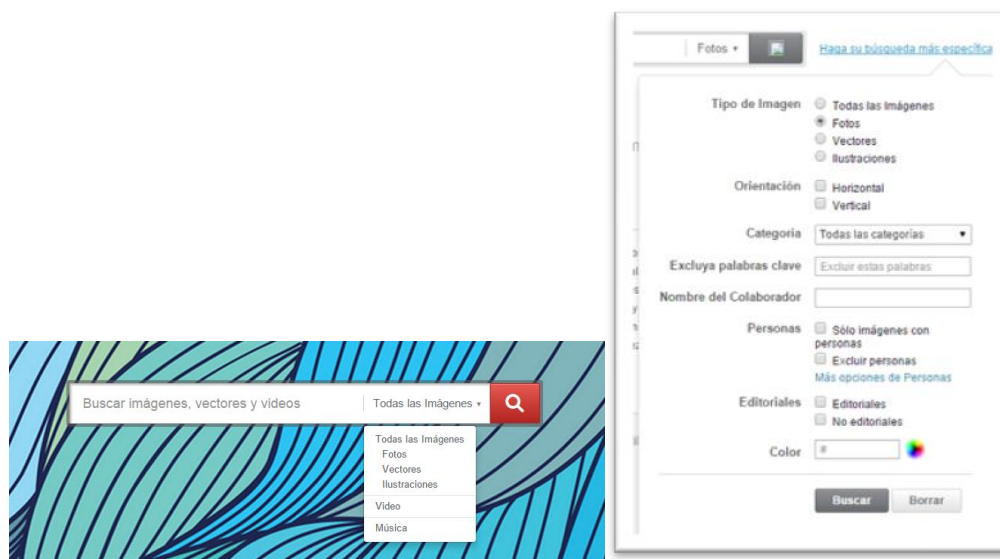 Buscar imágenes, vectores y videos
Todas las Imágenes ▾
Todas las Imágenes
Fotos
Vectores
Ilustraciones
Video
Música
Fotos ▾
Haga su búsqueda más específica
Tipo de Imagen
Todas las Imágenes
Fotos
Vectores
Ilustraciones
Orientación
Horizontal
Vertical
Categoria
Todas las categorías
Excluya palabras clave
Excluir estas palabras
Nombre del Colaborador
Personas
Sólo imágenes con
personas
Excluir personas
Más opciones de Personas
Editoriales
Editoriales
No editoriales
Color
#
Buscar
Borrar